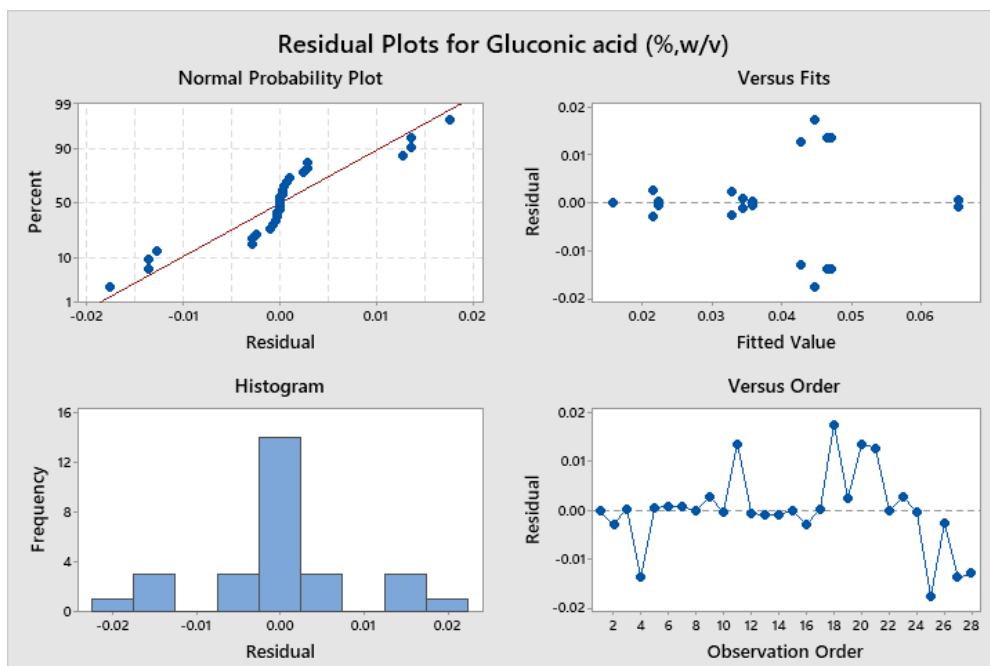 Residual Plots for Gluconic acid (%,w/v)
Normal Probability Plot
99
90
50
10
1
Percent
-0.02 -0.01 0.00 0.01 0.02
Residual
Versus Fits
0.02
0.01
0.00
-0.01
-0.02
Residual
0.02 0.03 0.04 0.05 0.06
Fitted Value
Histogram
16
12
8
4
0
Frequency
-0.02 -0.01 0.00 0.01 0.02
Residual
Versus Order
0.02
0.01
0.00
-0.01
-0.02
Residual
2 4 6 8 10 12 14 16 18 20 22 24 26 28
Observation Order